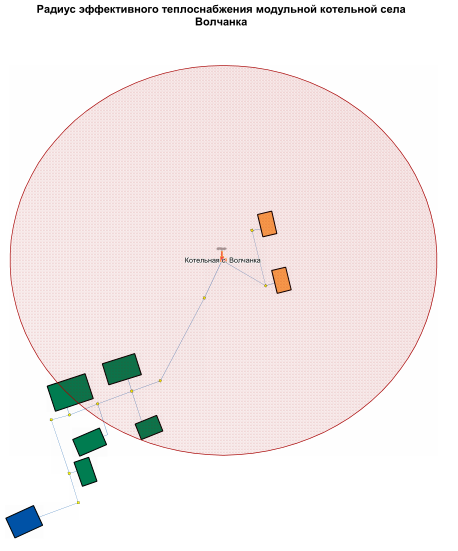 Радиус эффективного теплоснабжения модульной котельной села
Волчанка
Котельная с. Волчанка